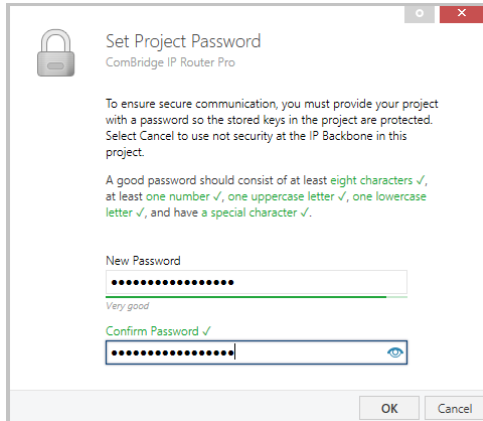 Set Project Password
ComBridge IP Router Pro
To ensure secure communication, you must provide your project
with a password so the stored keys in the project are protected.
Select Cancel to use not security at the IP Backbone in this
project.
A good password should consist of at least eight characters ✓,
at least one number ✓, one uppercase letter ✓, one lowercase
letter ✓, and have a special character ✓.
New Password
●●●●●●●●●●●●●●●●●
Very good
Confirm Password ✓
●●●●●●●●●●●●●●●●●
OK Cancel